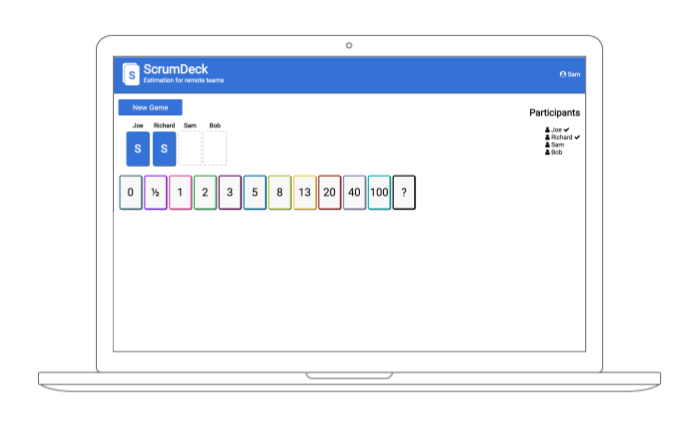 S
ScrumDeck
Estimation for remote teams
Sam
New Game
Participants
Joe Richard Sam Bob
Joe
Richard
Sam
Bob
S S
0 ½ 1 2 3 5 8 13 20 40 100 ?